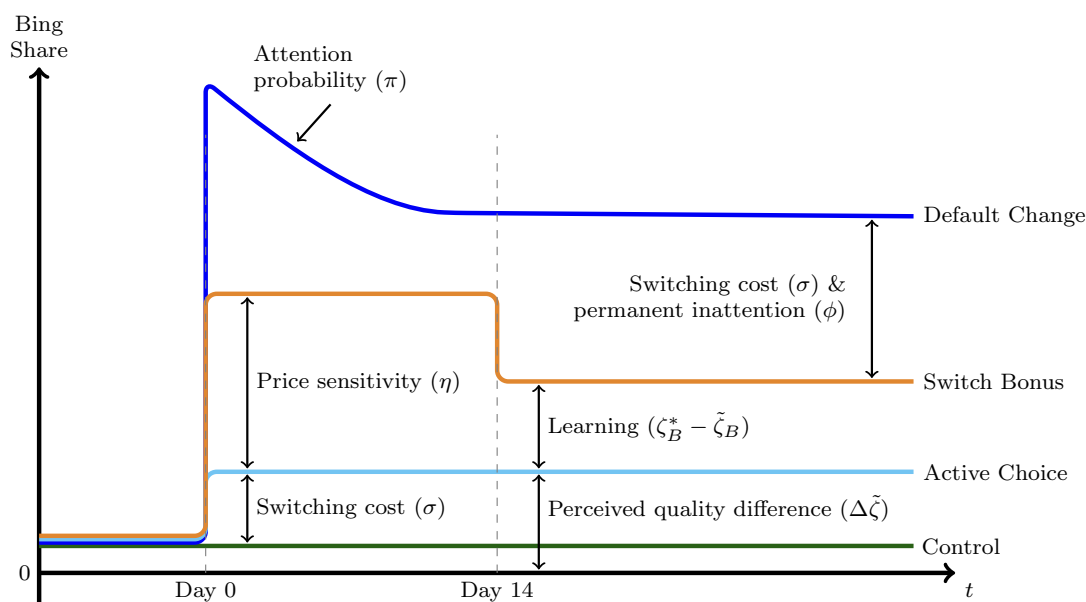 Bing
Share
Attention
probability (π)
Default Change
Switching cost (σ) &
permanent inattention (ϕ)
Price sensitivity (η)
Switch Bonus
Learning (ζ*_B − ζ̃_B)
Active Choice
Switching cost (σ)
Perceived quality difference (Δζ̃)
Control
0
Day 0
Day 14
t